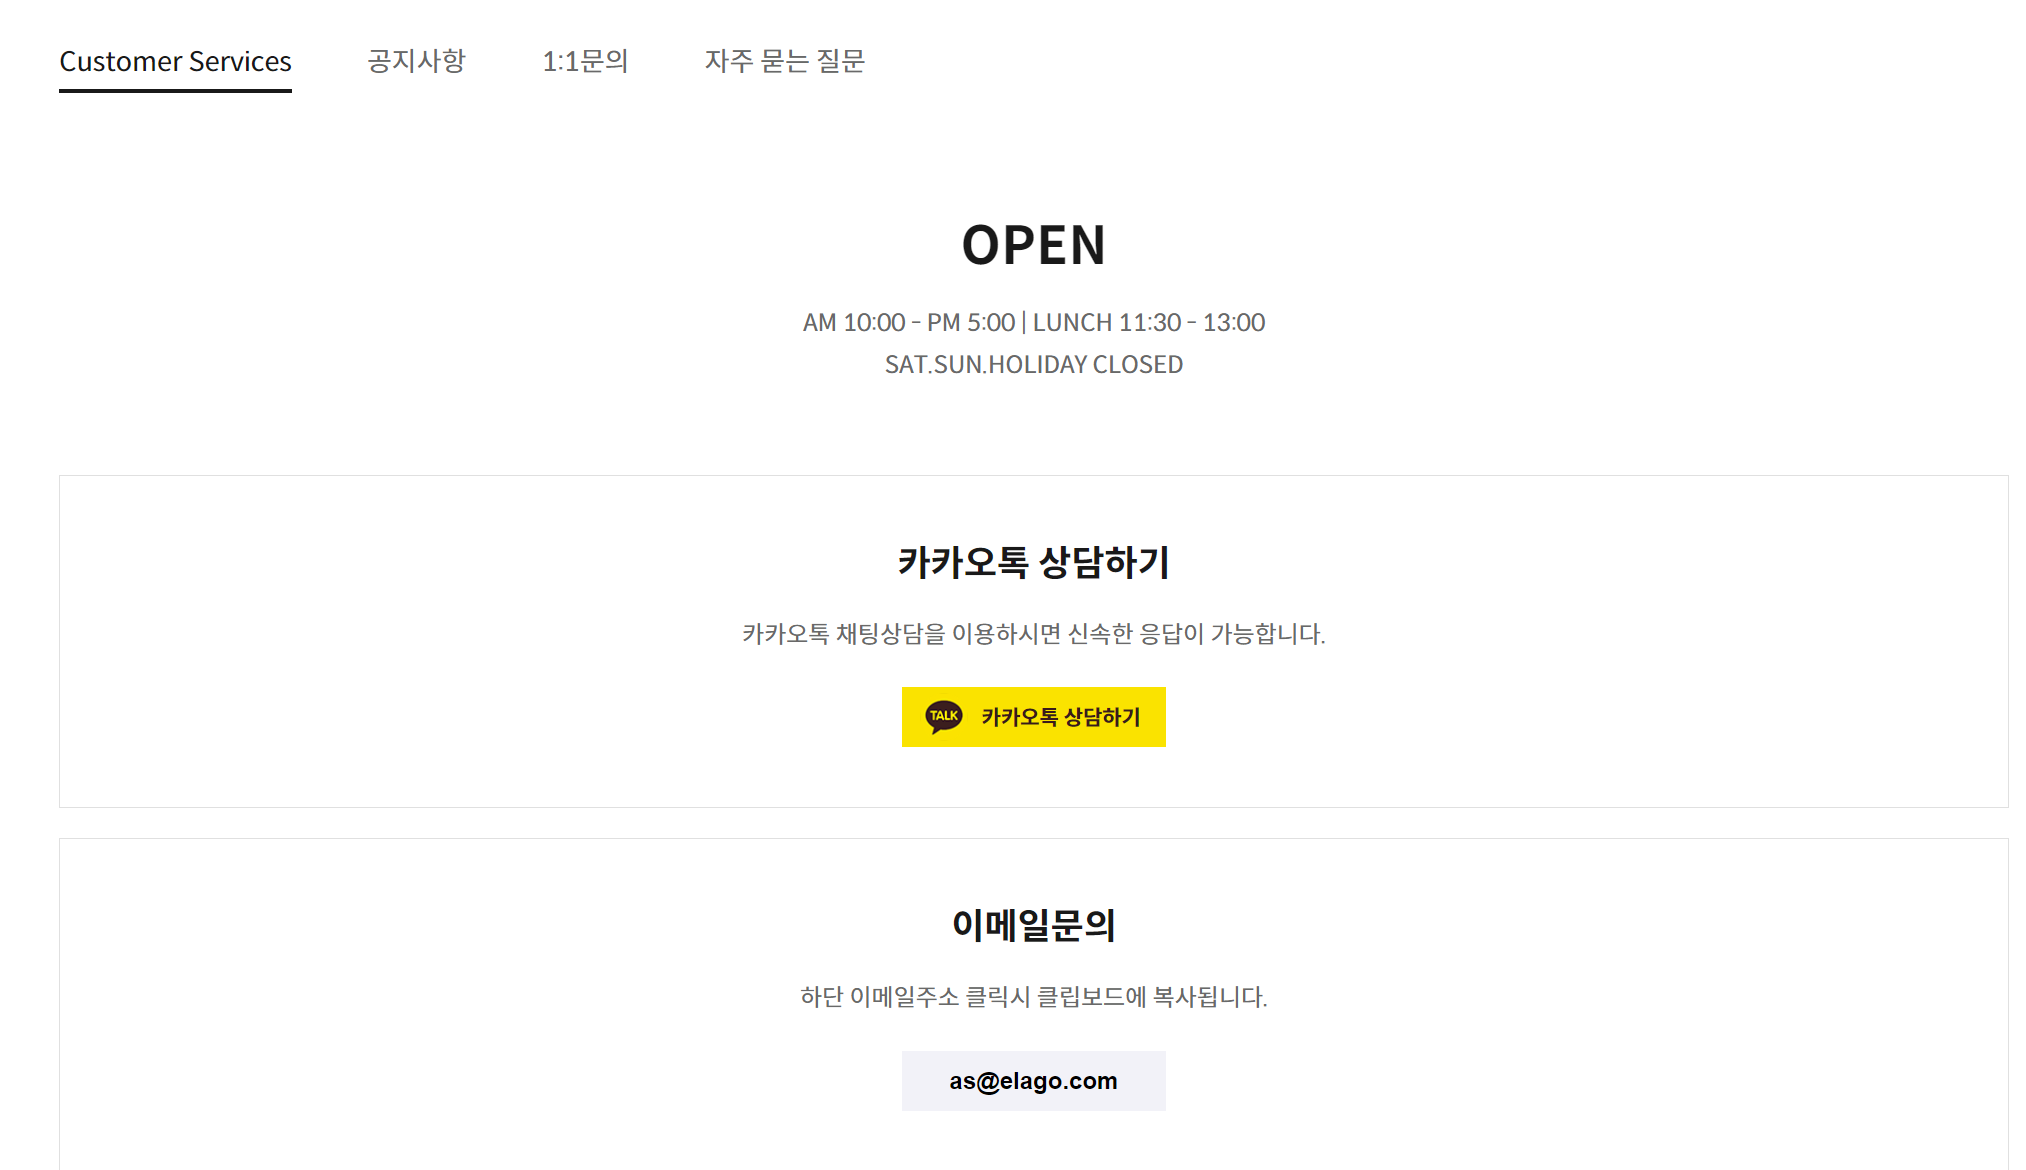 Customer Services 공지사항 1:1문의 자주 묻는 질문
OPEN
AM 10:00 - PM 5:00 | LUNCH 11:30 - 13:00
SAT.SUN.HOLIDAY CLOSED
카카오톡 상담하기
카카오톡 채팅상담을 이용하시면 신속한 응답이 가능합니다.
TALK 카카오톡 상담하기
이메일문의
하단 이메일주소 클릭시 클립보드에 복사됩니다.
as@elago.com